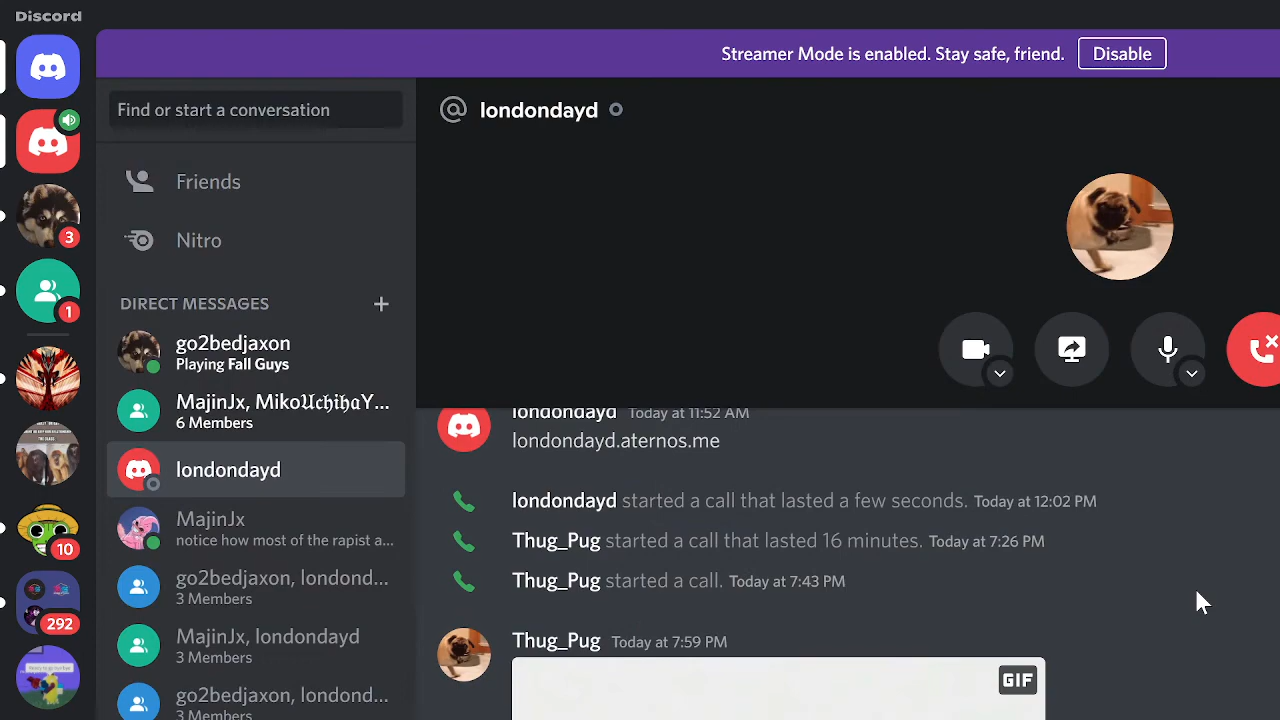 Discord
Streamer Mode is enabled. Stay safe, friend.
Disable
Find or start a conversation
londondayd
Friends
Nitro
DIRECT MESSAGES
go2bedjaxon
Playing Fall Guys
MajinJx, Miko𝔘𝔠𝔥𝔦𝔥𝔞Y...
6 Members
londondayd
MajinJx
notice how most of the rapist a...
go2bedjaxon, londond...
3 Members
MajinJx, londondayd
3 Members
go2bedjaxon, londond...
3 Members
3
1
10
292
londondayd Today at 11:52 AM
londondayd.aternos.me
londondayd started a call that lasted a few seconds. Today at 12:02 PM
Thug_Pug started a call that lasted 16 minutes. Today at 7:26 PM
Thug_Pug started a call. Today at 7:43 PM
Thug_Pug Today at 7:59 PM
GIF